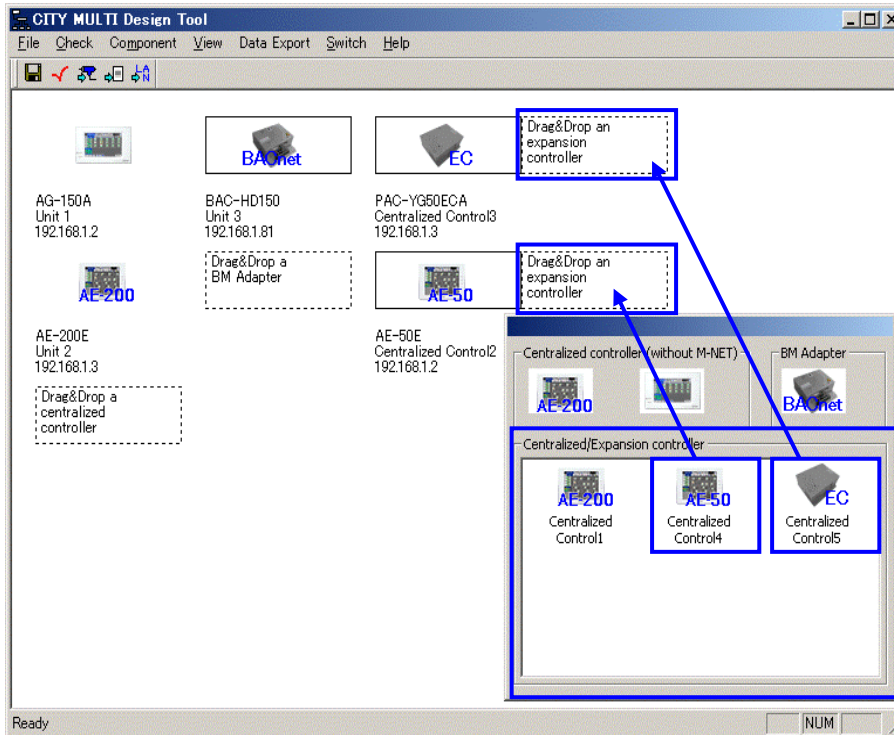 CITY MULTI Design Tool
File Check Component View Data Export Switch Help
LAN
BACnet
EC
Drag&Drop an
expansion
controller
AG-150A
Unit 1
192.168.1.2
BAC-HD150
Unit 3
192.168.1.81
PAC-YG50ECA
Centralized Control3
192.168.1.3
AE-200
Drag&Drop a
BM Adapter
AE-50
Drag&Drop an
expansion
controller
AE-200E
Unit 2
192.168.1.3
AE-50E
Centralized Control2
192.168.1.2
Drag&Drop a
centralized
controller
Centralized controller (without M-NET)
BM Adapter
AE-200
BACnet
Centralized/Expansion controller
AE-200
AE-50
EC
Centralized
Control1
Centralized
Control4
Centralized
Control5
Ready
NUM